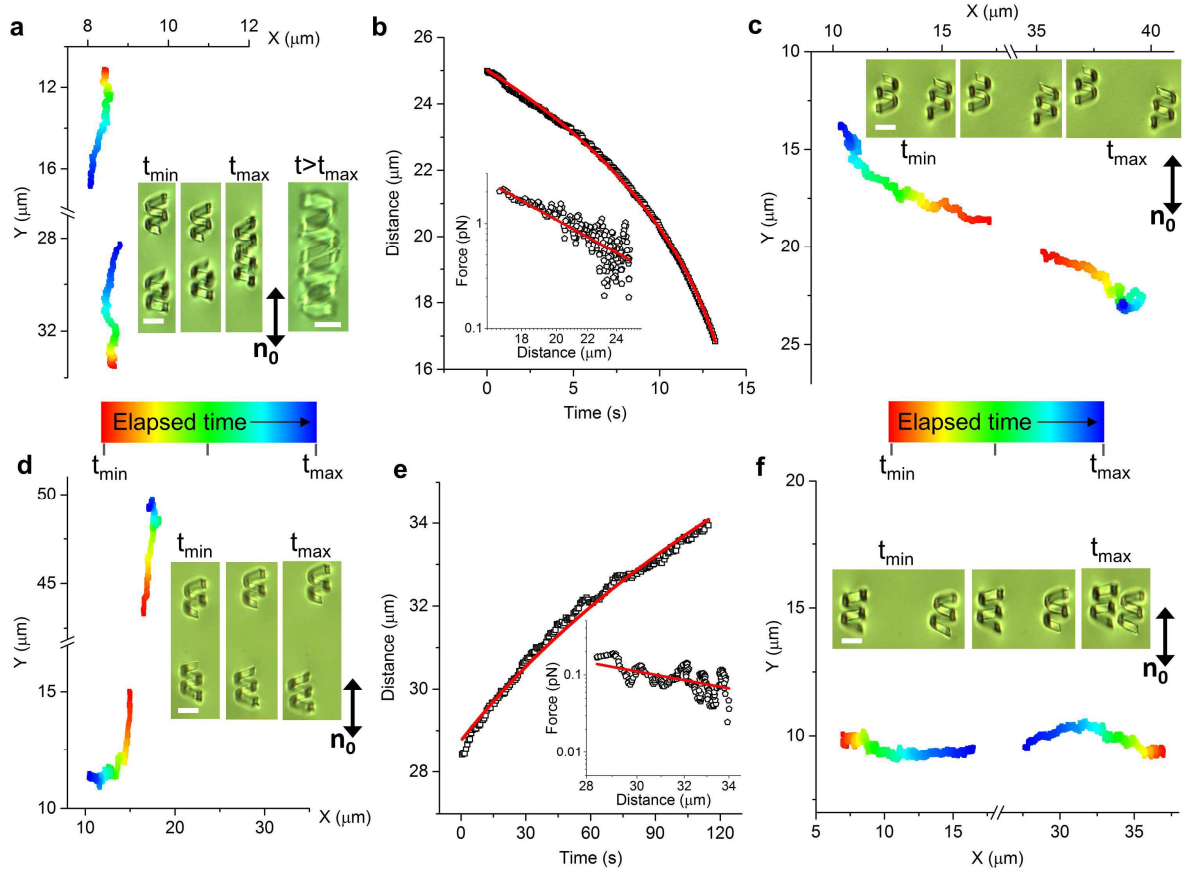 a
8 10 12
X (μm)
12
16
28
32
Y (μm)
t_min t_max t>t_max
n_0
b
26
24
22
20
18
16
Distance (μm)
0 5 10 15
Time (s)
1
0.1
Force (pN)
18 20 22 24
Distance (μm)
c
X (μm)
10 15 35 40
10
15
20
25
Y (μm)
t_min t_max
n_0
Elapsed time
t_min t_max
Elapsed time
t_min t_max
d
50
45
15
10
Y (μm)
10 20 30 X (μm)
t_min t_max
n_0
e
34
32
30
28
26
Distance (μm)
0 30 60 90 120
Time (s)
0.1
0.01
Force (pN)
28 30 32 34
Distance (μm)
f
20
15
10
Y (μm)
5 10 15 30 35
X (μm)
t_min t_max
n_0